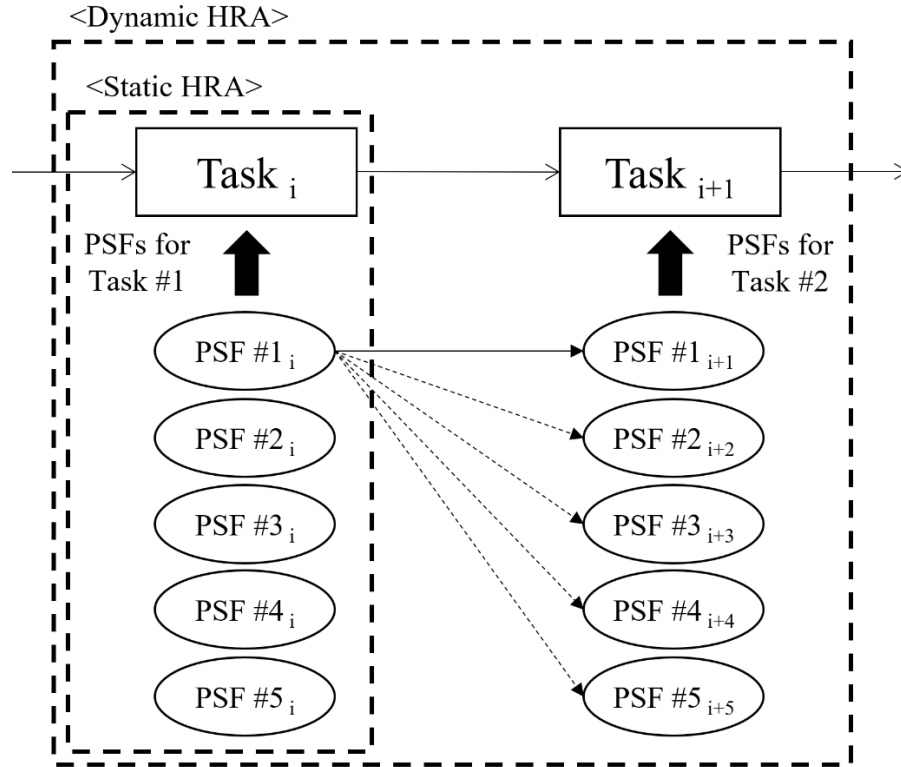 <Dynamic HRA>
<Static HRA>
Task i
Task i+1
PSFs for
Task #1
PSFs for
Task #2
PSF #1 i
PSF #1 i+1
PSF #2 i
PSF #2 i+2
PSF #3 i
PSF #3 i+3
PSF #4 i
PSF #4 i+4
PSF #5 i
PSF #5 i+5